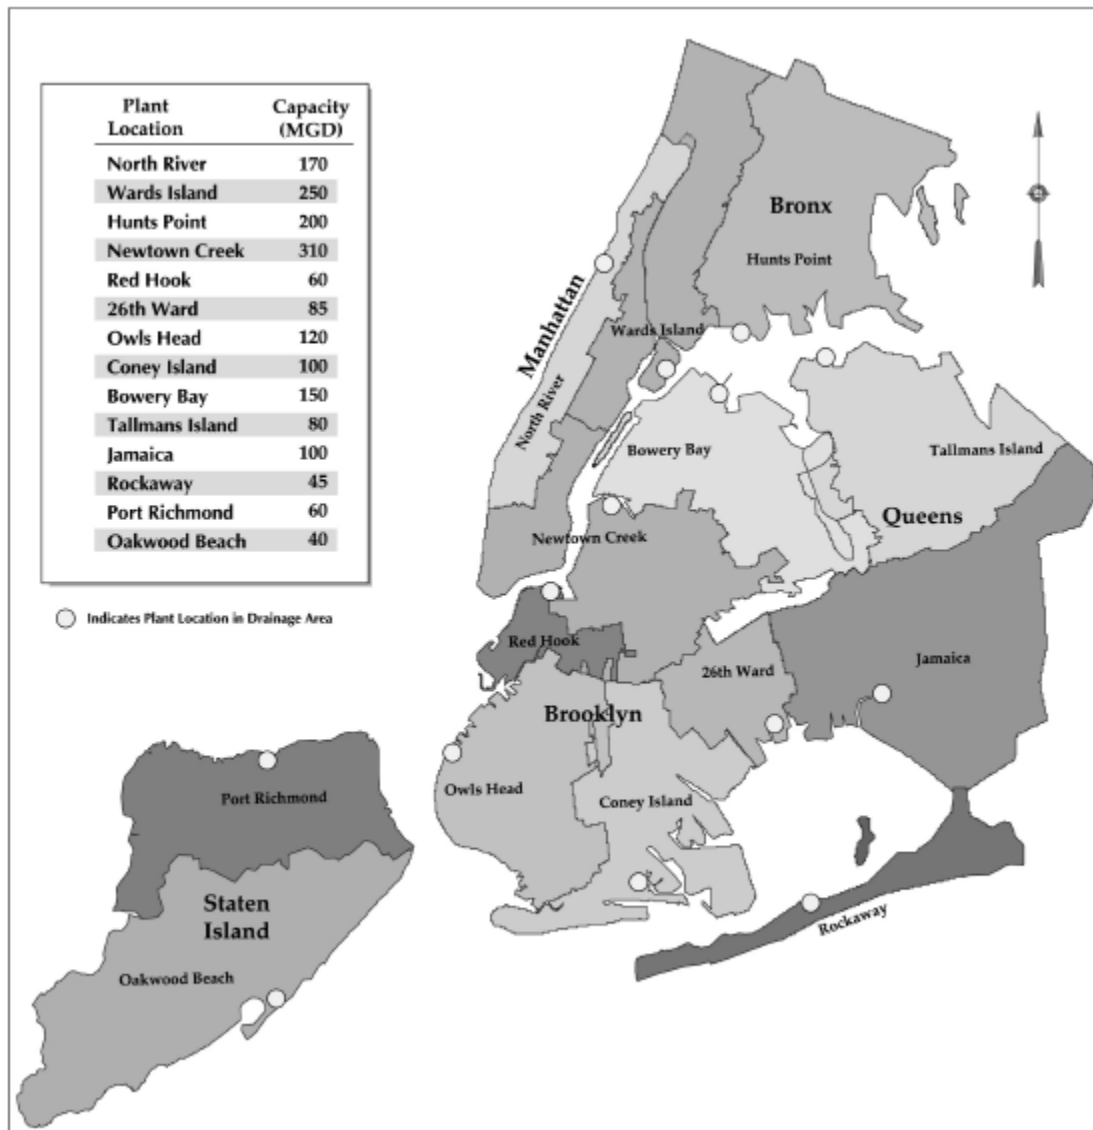 Plant Location Capacity (MGD)
North River 170
Wards Island 250
Hunts Point 200
Newtown Creek 310
Red Hook 60
26th Ward 85
Owls Head 120
Coney Island 100
Bowery Bay 150
Tallmans Island 80
Jamaica 100
Rockaway 45
Port Richmond 60
Oakwood Beach 40
Indicates Plant Location in Drainage Area
Bronx
Hunts Point
Manhattan
Wards Island
North River
Bowery Bay
Tallmans Island
Queens
Newtown Creek
Red Hook
26th Ward
Jamaica
Brooklyn
Owls Head
Coney Island
Rockaway
Port Richmond
Staten
Island
Oakwood Beach